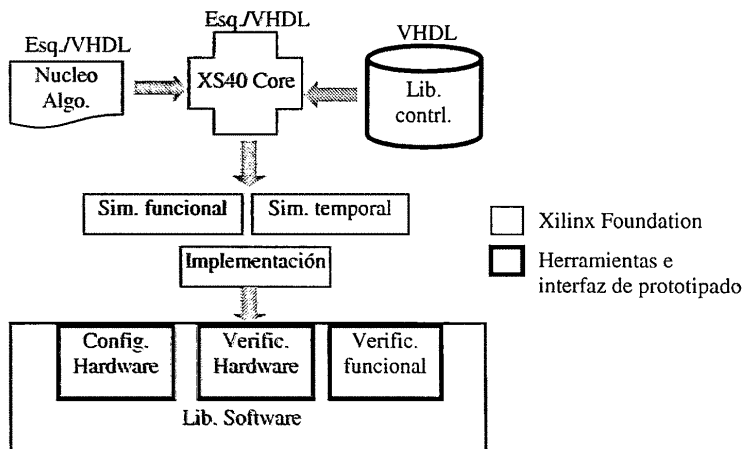 Esq./VHDL
Esq./VHDL
VHDL
Nucleo
Algo.
XS40 Core
Lib.
contrl.
Sim. funcional
Sim. temporal
Implementación
Xilinx Foundation
Herramientas e
interfaz de prototipado
Config.
Hardware
Verific.
Hardware
Verific.
funcional
Lib. Software